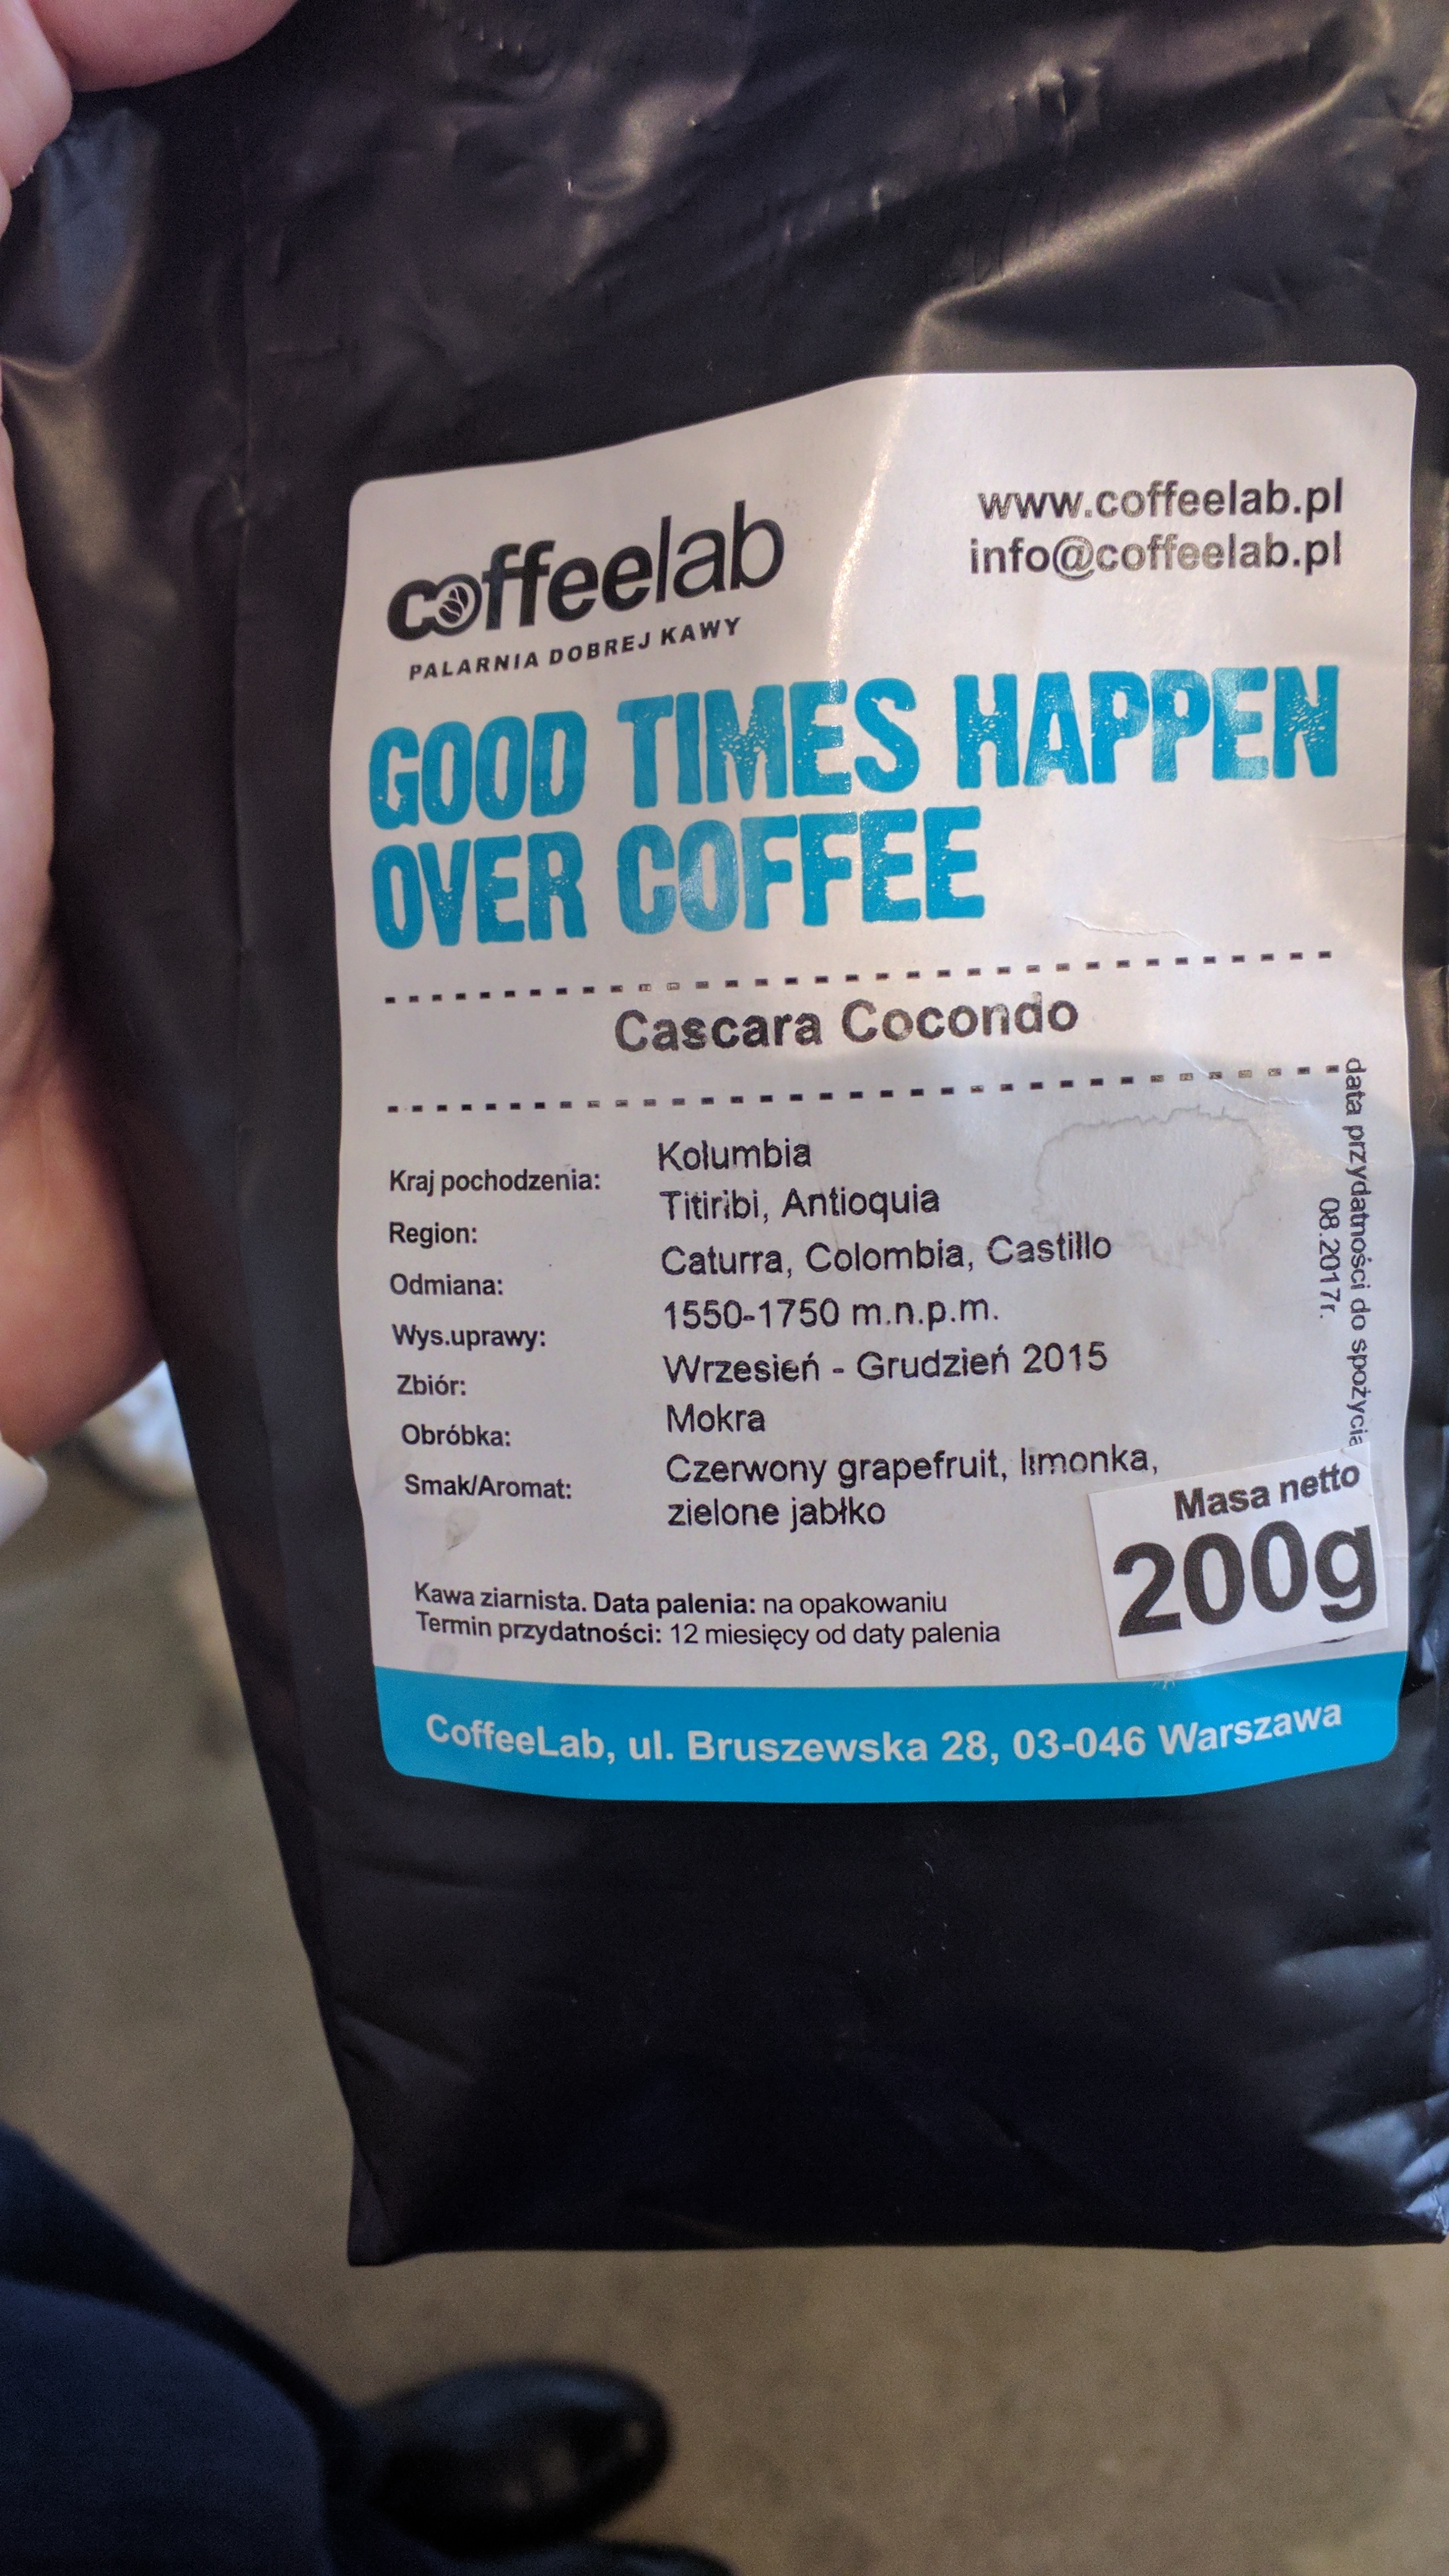 coffeelab
PALARNIA DOBREJ KAWY
www.coffeelab.pl
info@coffeelab.pl
GOOD TIMES HAPPEN
OVER COFFEE
Cascara Cocondo
Kraj pochodzenia: Kolumbia
Region: Titiribi, Antioquia
Odmiana: Caturra, Colombia, Castillo
Wys.uprawy: 1550-1750 m.n.p.m.
Zbiór: Wrzesień - Grudzień 2015
Obróbka: Mokra
Smak/Aromat: Czerwony grapefruit, limonka,
zielone jabłko
data przydatności do spożycia
08.2017r.
Masa netto
200g
Kawa ziarnista. Data palenia: na opakowaniu
Termin przydatności: 12 miesięcy od daty palenia
CoffeeLab, ul. Bruszewska 28, 03-046 Warszawa